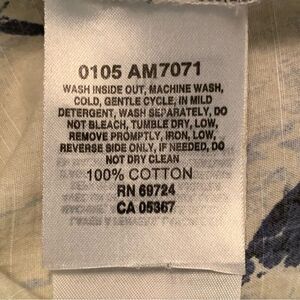 0105 AM7071
WASH INSIDE OUT, MACHINE WASH,
COLD, GENTLE CYCLE, IN MILD
DETERGENT, WASH SEPARATELY, DO
NOT BLEACH, TUMBLE DRY, LOW,
REMOVE PROMPTLY, IRON, LOW,
REVERSE SIDE ONLY, IF NEEDED, DO
NOT DRY CLEAN
100% COTTON
RN 69724
CA 05367